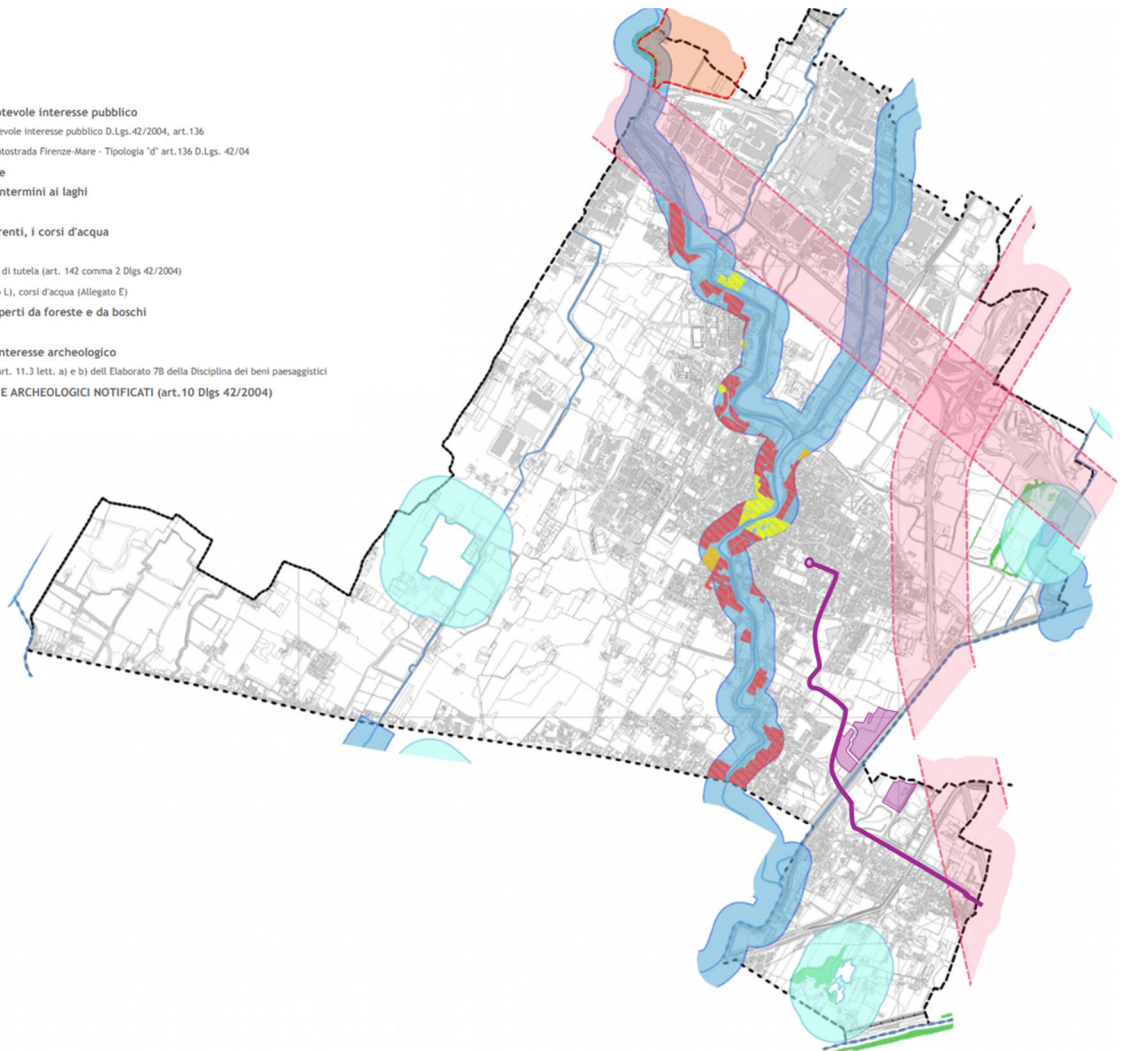 tevole interesse pubblico
evole interesse pubblico D.Lgs.42/2004, art.136
utostrada Firenze-Mare - Tipologia "d" art.136 D.Lgs. 42/04
e
ntermini ai laghi
renti, i corsi d'acqua
di tutela (art. 142 comma 2 Dlgs 42/2004)
L), corsi d'acqua (Allegato E)
perti da foreste e da boschi
nteresse archeologico
art. 11.3 lett. a) e b) dell Elaborato 7B della Disciplina dei beni paesaggistici
E ARCHEOLOGICI NOTIFICATI (art.10 Dlgs 42/2004)